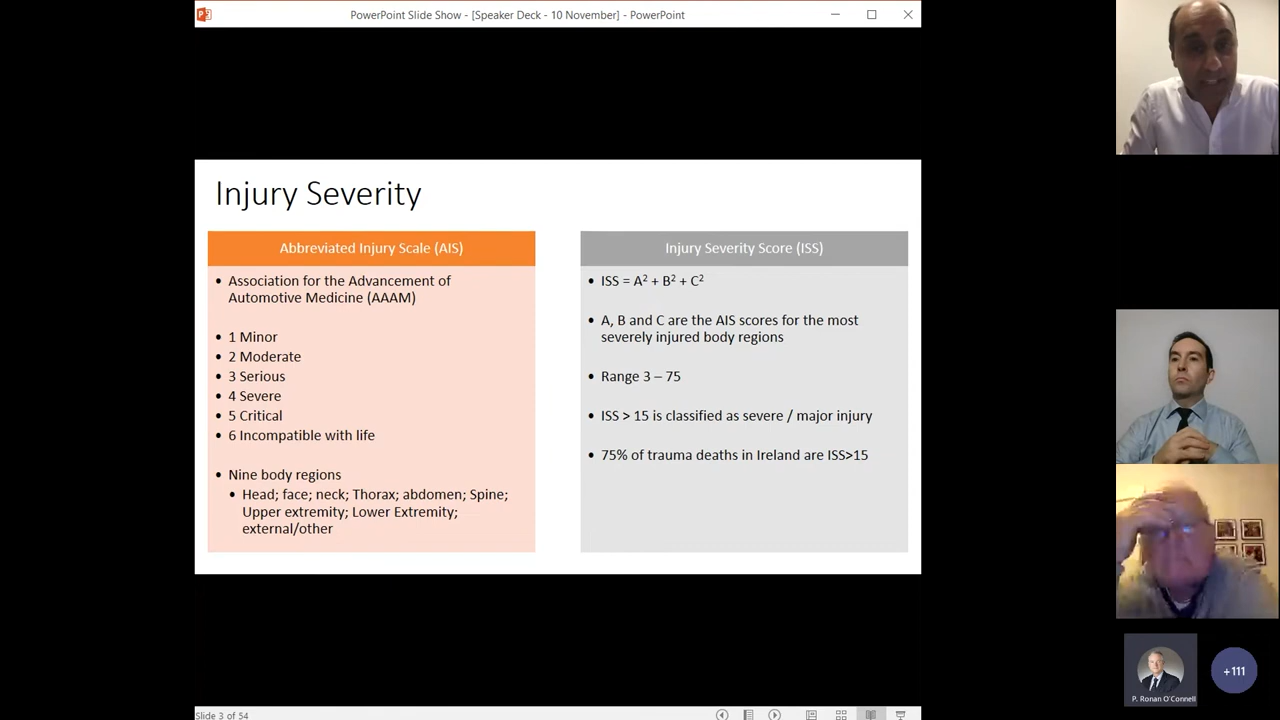 PowerPoint Slide Show - [Speaker Deck - 10 November] - PowerPoint
Injury Severity
Abbreviated Injury Scale (AIS)
• Association for the Advancement of
Automotive Medicine (AAAM)
• 1 Minor
• 2 Moderate
• 3 Serious
• 4 Severe
• 5 Critical
• 6 Incompatible with life
• Nine body regions
• Head; face; neck; Thorax; abdomen; Spine;
Upper extremity; Lower Extremity;
external/other
Injury Severity Score (ISS)
• ISS = A² + B² + C²
• A, B and C are the AIS scores for the most
severely injured body regions
• Range 3 – 75
• ISS > 15 is classified as severe / major injury
• 75% of trauma deaths in Ireland are ISS>15
P. Ronan O'Connell
+111
Slide 3 of 54